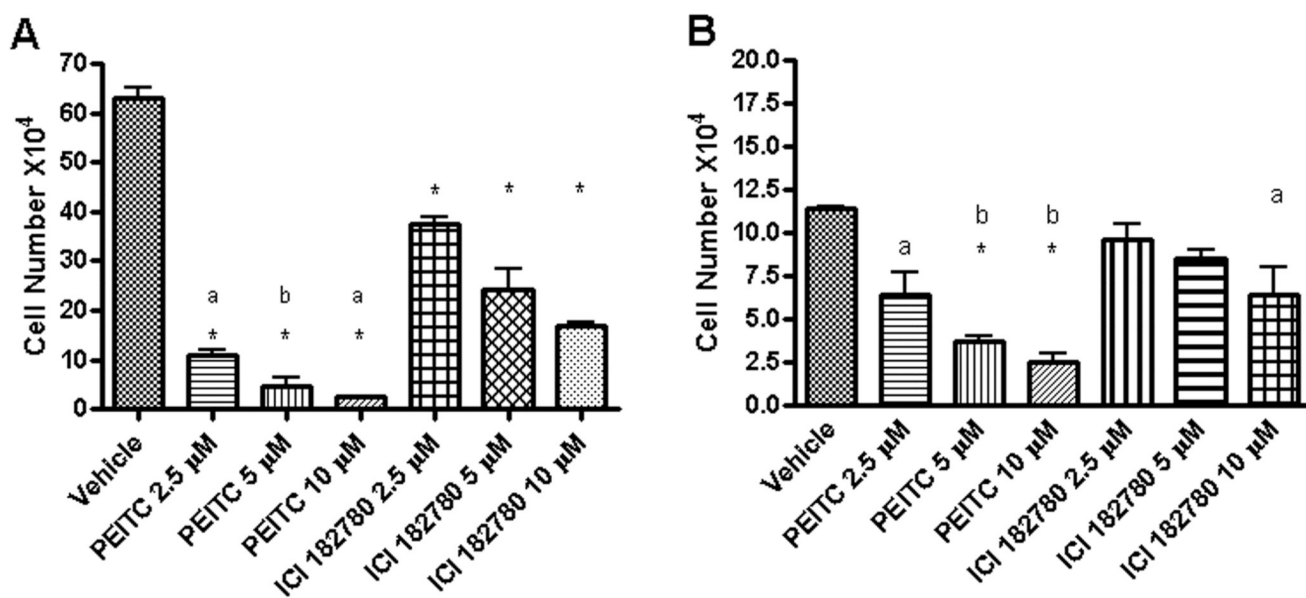 A
Cell Number X10⁴
70
60
50
40
30
20
10
0
a
*
b
*
a
*
*
*
*
Vehicle
PEITC 2.5 µM
PEITC 5 µM
PEITC 10 µM
ICI 182780 2.5 µM
ICI 182780 5 µM
ICI 182780 10 µM
B
Cell Number X10⁴
20.0
17.5
15.0
12.5
10.0
7.5
5.0
2.5
0.0
a
b
*
b
*
a
Vehicle
PEITC 2.5 µM
PEITC 5 µM
PEITC 10 µM
ICI 182780 2.5 µM
ICI 182780 5 µM
ICI 182780 10 µM